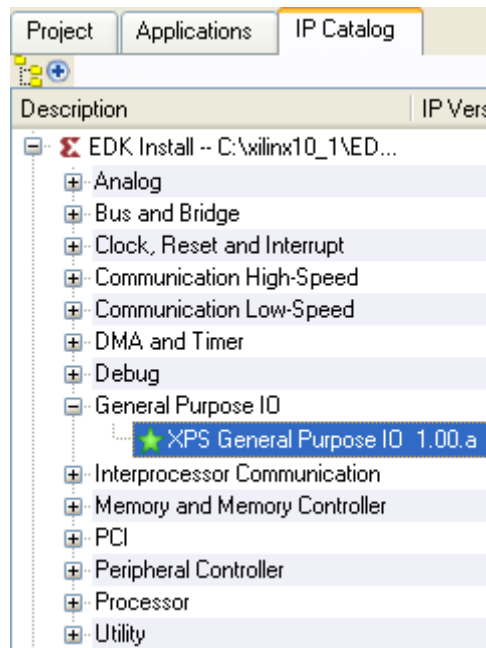 Project Applications IP Catalog
Description IP Vers
EDK Install -- C:\xilinx10_1\ED...
Analog
Bus and Bridge
Clock, Reset and Interrupt
Communication High-Speed
Communication Low-Speed
DMA and Timer
Debug
General Purpose IO
XPS General Purpose IO 1.00.a
Interprocessor Communication
Memory and Memory Controller
PCI
Peripheral Controller
Processor
Utility